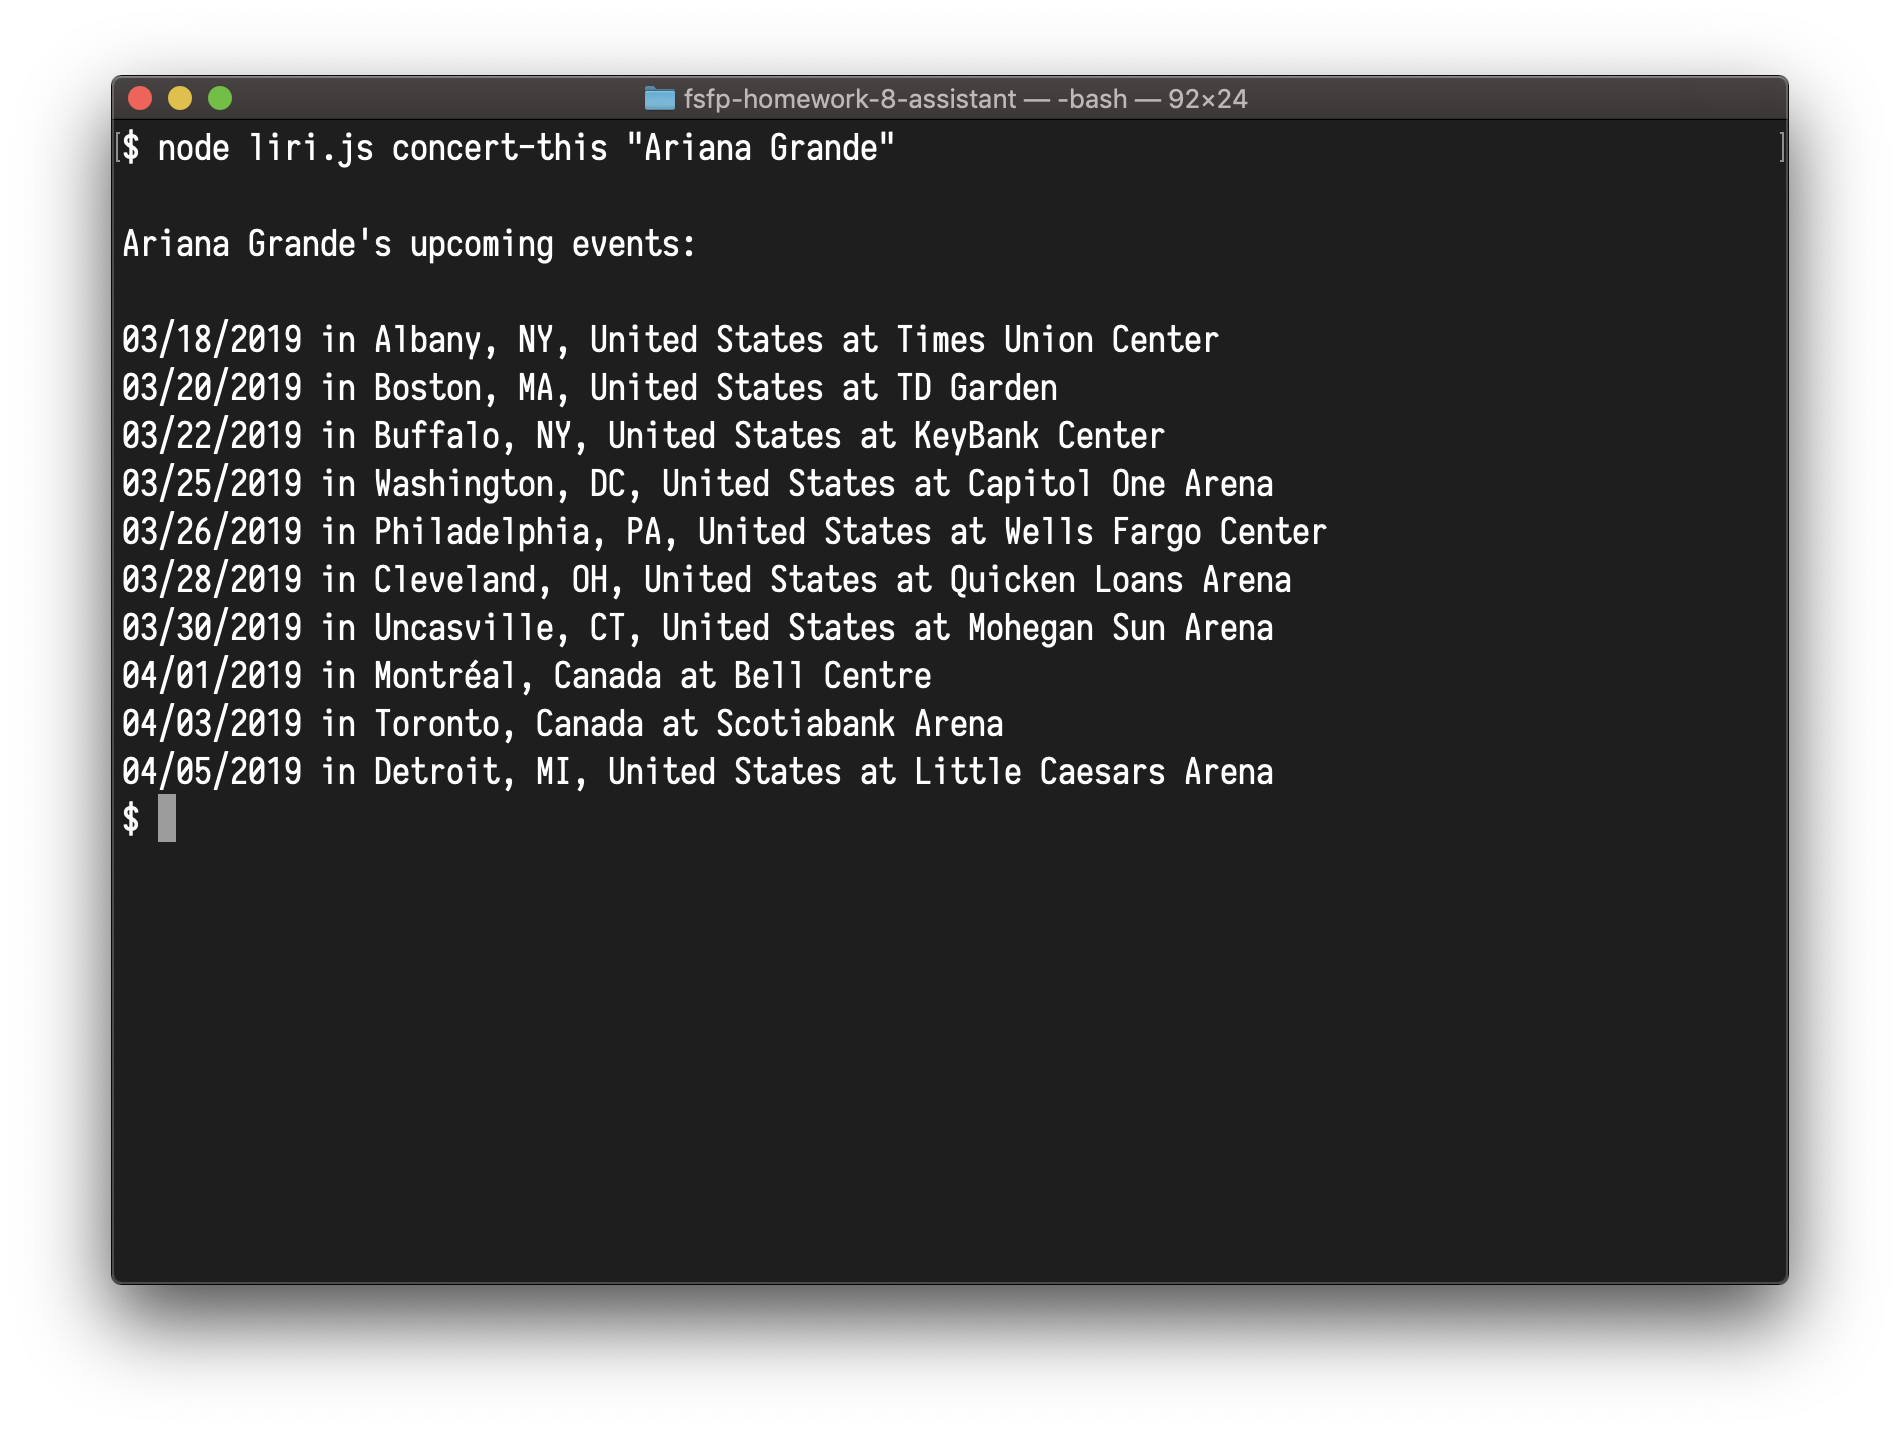 fsfp-homework-8-assistant — -bash — 92×24
[$ node liri.js concert-this "Ariana Grande" ]
Ariana Grande's upcoming events:
03/18/2019 in Albany, NY, United States at Times Union Center
03/20/2019 in Boston, MA, United States at TD Garden
03/22/2019 in Buffalo, NY, United States at KeyBank Center
03/25/2019 in Washington, DC, United States at Capitol One Arena
03/26/2019 in Philadelphia, PA, United States at Wells Fargo Center
03/28/2019 in Cleveland, OH, United States at Quicken Loans Arena
03/30/2019 in Uncasville, CT, United States at Mohegan Sun Arena
04/01/2019 in Montréal, Canada at Bell Centre
04/03/2019 in Toronto, Canada at Scotiabank Arena
04/05/2019 in Detroit, MI, United States at Little Caesars Arena
$